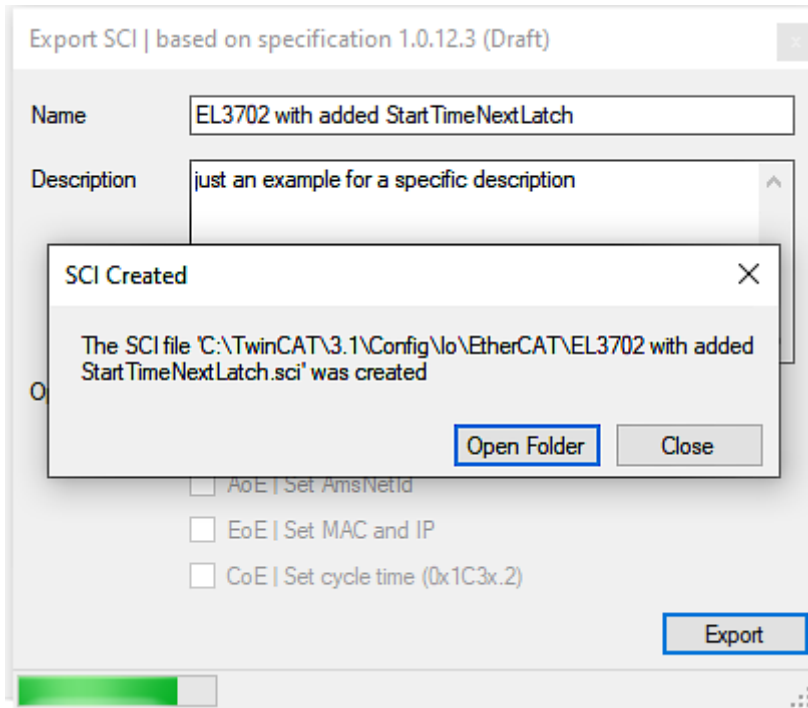 Export SCI | based on specification 1.0.12.3 (Draft)
Name
EL3702 with added StartTimeNextLatch
Description
just an example for a specific description
SCI Created
The SCI file 'C:\TwinCAT\3.1\Config\Io\EtherCAT\EL3702 with added
StartTimeNextLatch.sci' was created
Open Folder
Close
AoE | Set AmsNetId
EoE | Set MAC and IP
CoE | Set cycle time (0x1C3x.2)
Export